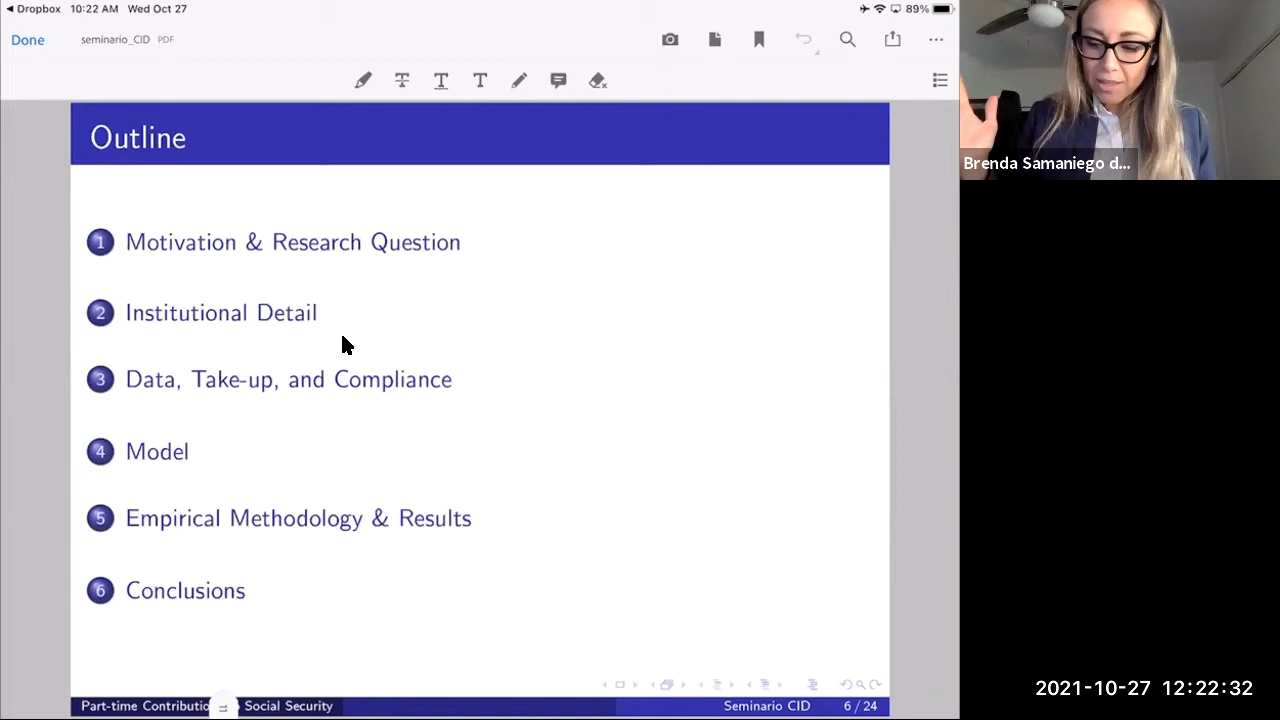 Dropbox 10:22 AM Wed Oct 27
89%
Done seminario_CID PDF
Outline
1 Motivation & Research Question
2 Institutional Detail
3 Data, Take-up, and Compliance
4 Model
5 Empirical Methodology & Results
6 Conclusions
Part-time Social Security Seminario CID 6 / 24
Brenda Samaniego d...
2021-10-27 12:22:32